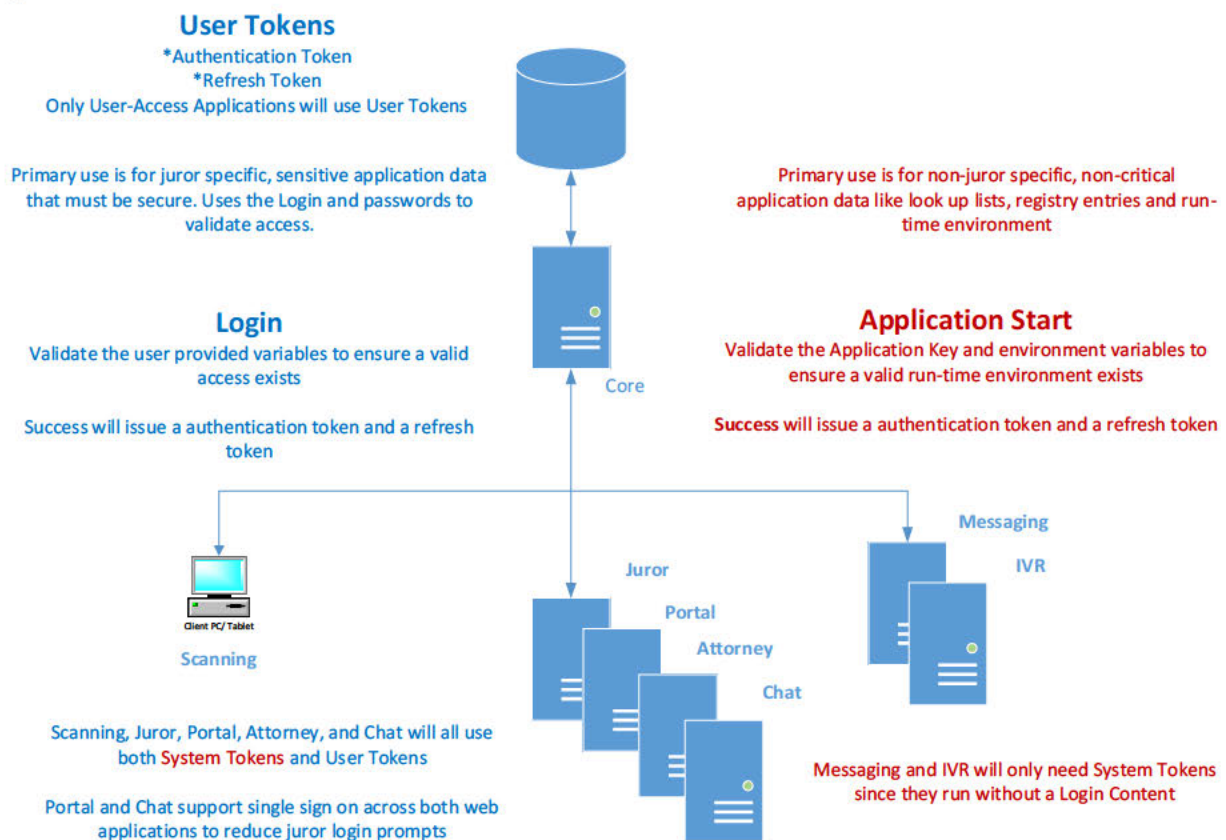 User Tokens
*Authentication Token
*Refresh Token
Only User-Access Applications will use User Tokens
Primary use is for juror specific, sensitive application data
that must be secure. Uses the Login and passwords to
validate access.
Primary use is for non-juror specific, non-critical
application data like look up lists, registry entries and run-
time environment
Login
Validate the user provided variables to ensure a valid
access exists
Success will issue a authentication token and a refresh
token
Core
Application Start
Validate the Application Key and environment variables to
ensure a valid run-time environment exists
Success will issue a authentication token and a refresh token
Client PC/ Tablet
Scanning
Juror
Portal
Attorney
Chat
Messaging
IVR
Scanning, Juror, Portal, Attorney, and Chat will all use
both System Tokens and User Tokens
Portal and Chat support single sign on across both web
applications to reduce juror login prompts
Messaging and IVR will only need System Tokens
since they run without a Login Content